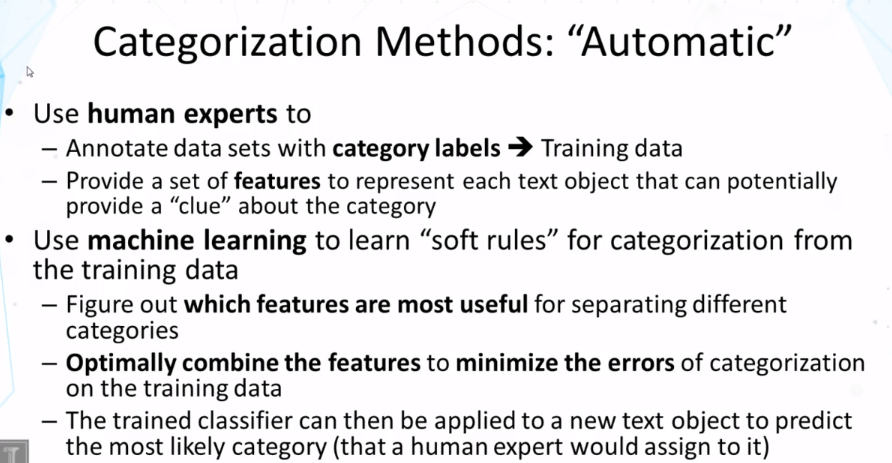 Categorization Methods: “Automatic”
• Use human experts to
– Annotate data sets with category labels ➔ Training data
– Provide a set of features to represent each text object that can potentially
provide a “clue” about the category
• Use machine learning to learn “soft rules” for categorization from
the training data
– Figure out which features are most useful for separating different
categories
– Optimally combine the features to minimize the errors of categorization
on the training data
– The trained classifier can then be applied to a new text object to predict
the most likely category (that a human expert would assign to it)